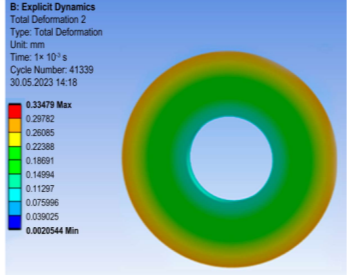 B: Explicit Dynamics
Total Deformation 2
Type: Total Deformation
Unit: mm
Time: 1× 10⁻² s
Cycle Number: 41339
30.05.2023 14:18
0.33479 Max
0.29782
0.26085
0.22388
0.18691
0.14994
0.11297
0.075996
0.039025
0.0020544 Min